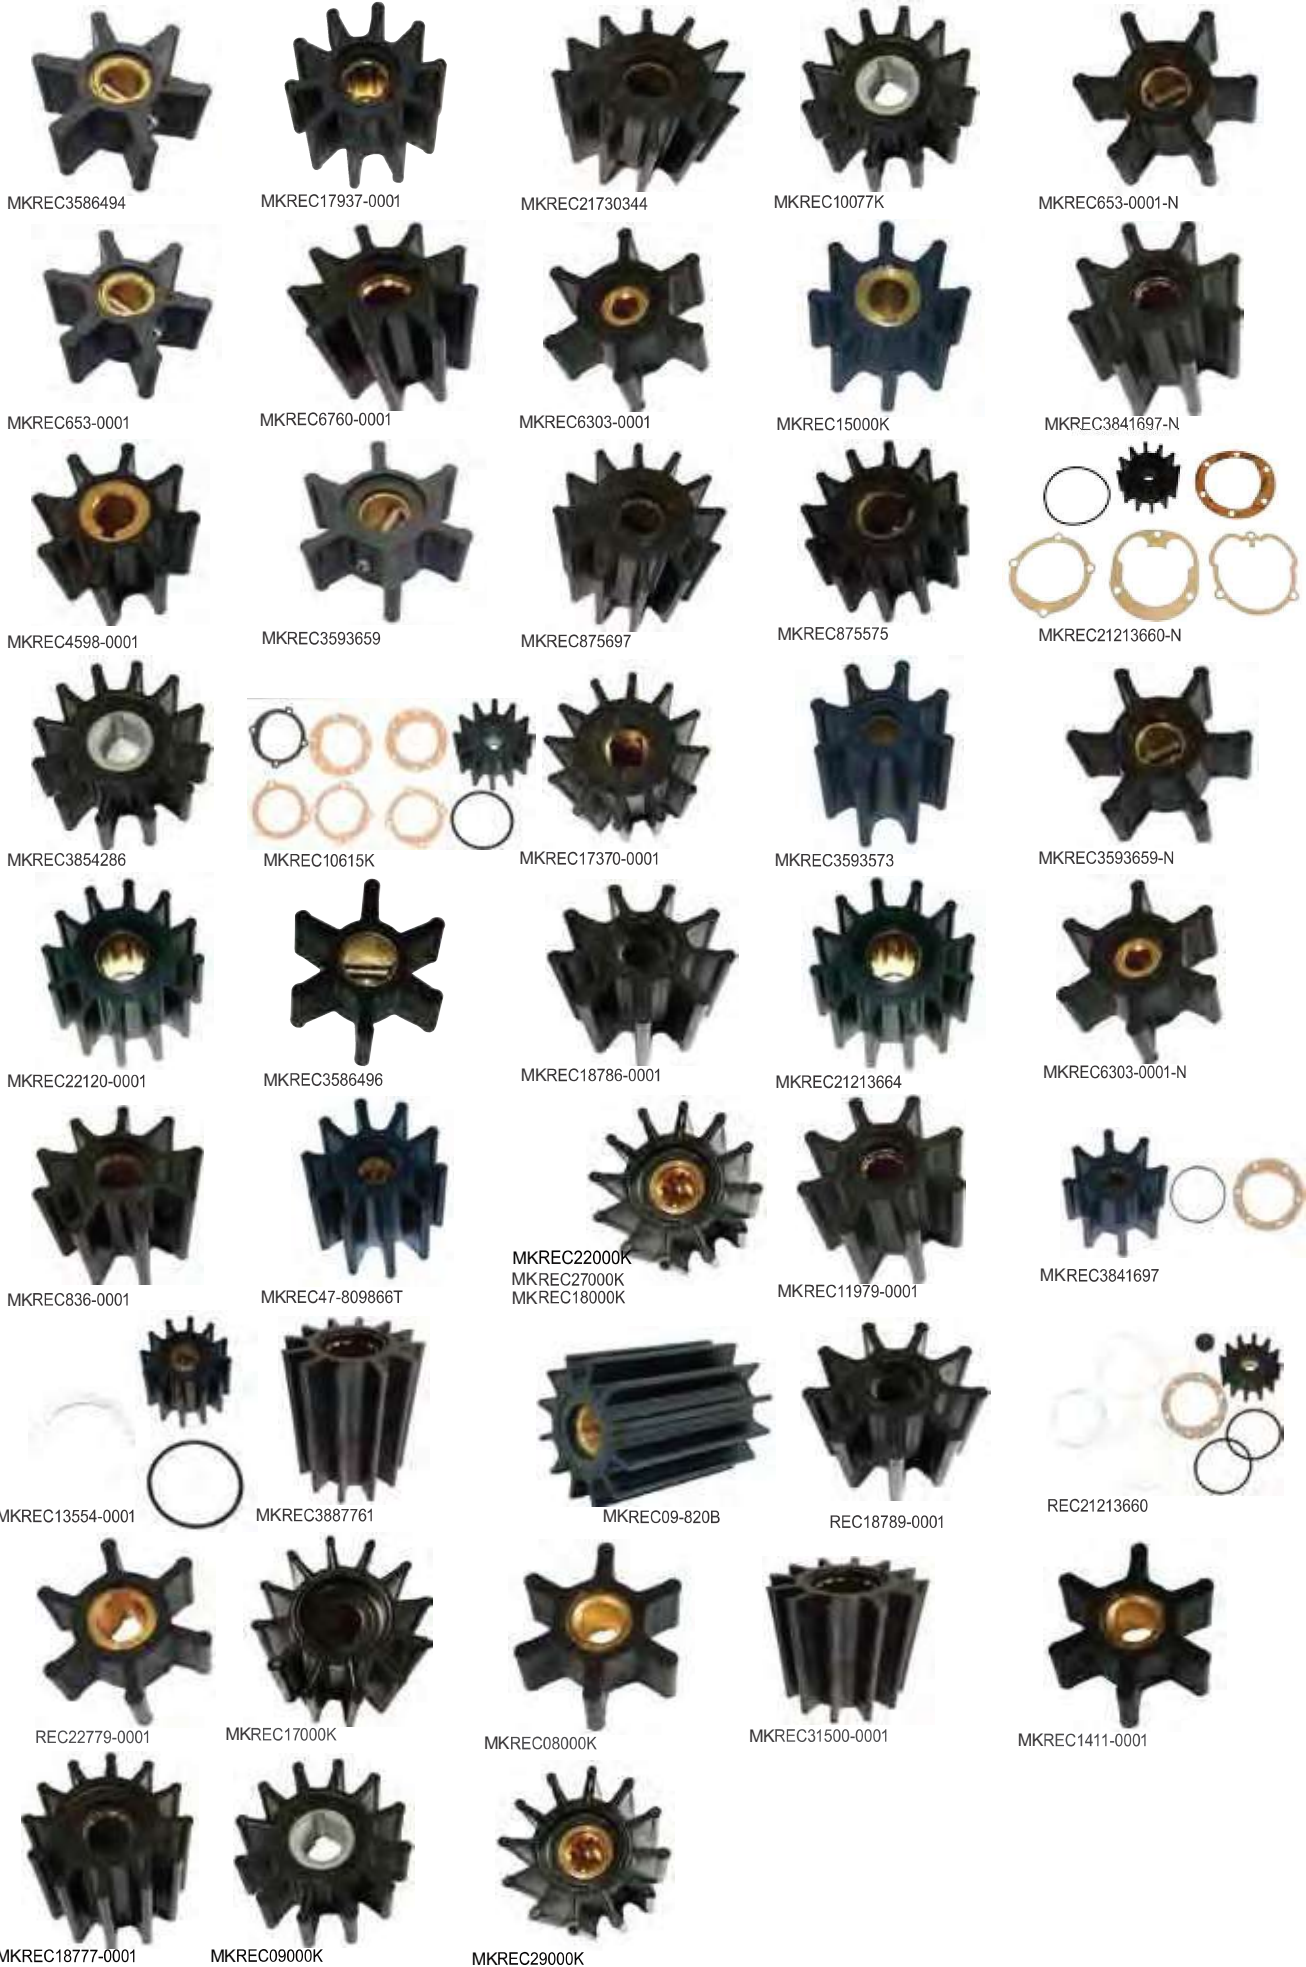 MKREC3586494
MKREC17937-0001
MKREC21730344
MKREC10077K
MKREC653-0001-N
MKREC653-0001
MKREC6760-0001
MKREC6303-0001
MKREC15000K
MKREC3841697-N
MKREC4598-0001
MKREC3593659
MKREC875697
MKREC875575
MKREC21213660-N
MKREC3854286
MKREC10615K
MKREC17370-0001
MKREC3593573
MKREC3593659-N
MKREC22120-0001
MKREC3586496
MKREC18786-0001
MKREC21213664
MKREC6303-0001-N
MKREC836-0001
MKREC47-809866T
MKREC22000K
MKREC27000K
MKREC18000K
MKREC11979-0001
MKREC3841697
MKREC13554-0001
MKREC3887761
MKREC09-820B
REC18789-0001
REC21213660
REC22779-0001
MKREC17000K
MKREC08000K
MKREC31500-0001
MKREC1411-0001
MKREC18777-0001
MKREC09000K
MKREC29000K